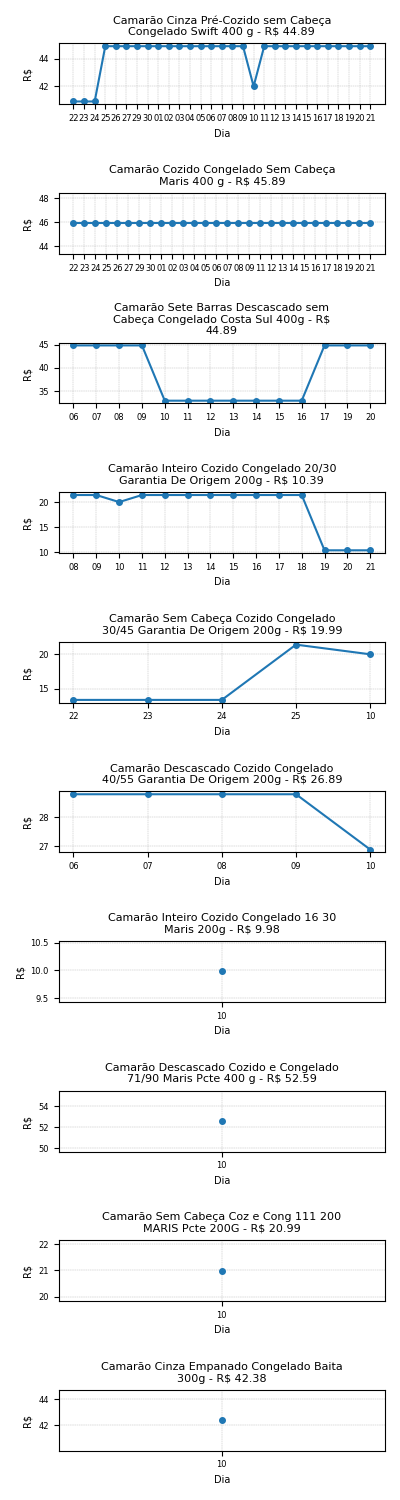 Camarão Cinza Pré-Cozido sem Cabeça
Congelado Swift 400 g - R$ 44.89
44
42
R$
22 23 24 25 26 27 29 30 01 02 03 04 05 06 07 08 09 10 11 12 13 14 15 16 17 18 19 20 21
Dia
Camarão Cozido Congelado Sem Cabeça
Maris 400 g - R$ 45.89
48
46
44
R$
22 23 24 25 26 27 29 30 01 02 03 04 05 06 07 08 09 10 11 12 13 14 15 16 17 18 19 20 21
Dia
Camarão Sete Barras Descascado sem
Cabeça Congelado Costa Sul 400g - R$
44.89
45
40
35
R$
06 07 08 09 10 11 12 13 14 15 16 17 19 20
Dia
Camarão Inteiro Cozido Congelado 20/30
Garantia De Origem 200g - R$ 10.39
20
15
10
R$
08 09 10 11 12 13 14 15 16 17 18 19 20 21
Dia
Camarão Sem Cabeça Cozido Congelado
30/45 Garantia De Origem 200g - R$ 19.99
20
15
R$
22 23 24 25 10
Dia
Camarão Descascado Cozido Congelado
40/55 Garantia De Origem 200g - R$ 26.89
28
27
R$
06 07 08 09 10
Dia
Camarão Inteiro Cozido Congelado 16 30
Maris 200g - R$ 9.98
10.5
10.0
9.5
R$
10
Dia
Camarão Descascado Cozido e Congelado
71/90 Maris Pcte 400 g - R$ 52.59
54
52
50
R$
10
Dia
Camarão Sem Cabeça Coz e Cong 111 200
MARIS Pcte 200G - R$ 20.99
22
21
20
R$
10
Dia
Camarão Cinza Empanado Congelado Baita
300g - R$ 42.38
44
42
R$
10
Dia